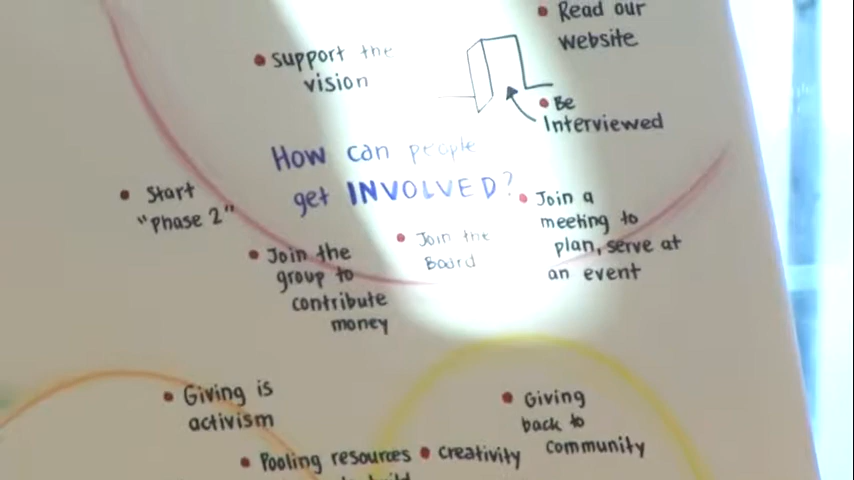 • Read our
website
• Support the
vision
• Be
Interviewed
How can people
get INVOLVED?
• Start
"Phase 2"
• Join a
meeting to
plan, serve at
an event
• Join the
Board
• Join the
group to
contribute
money
• Giving is
activism
• Giving
back to
community
• Pooling resources
• creativity